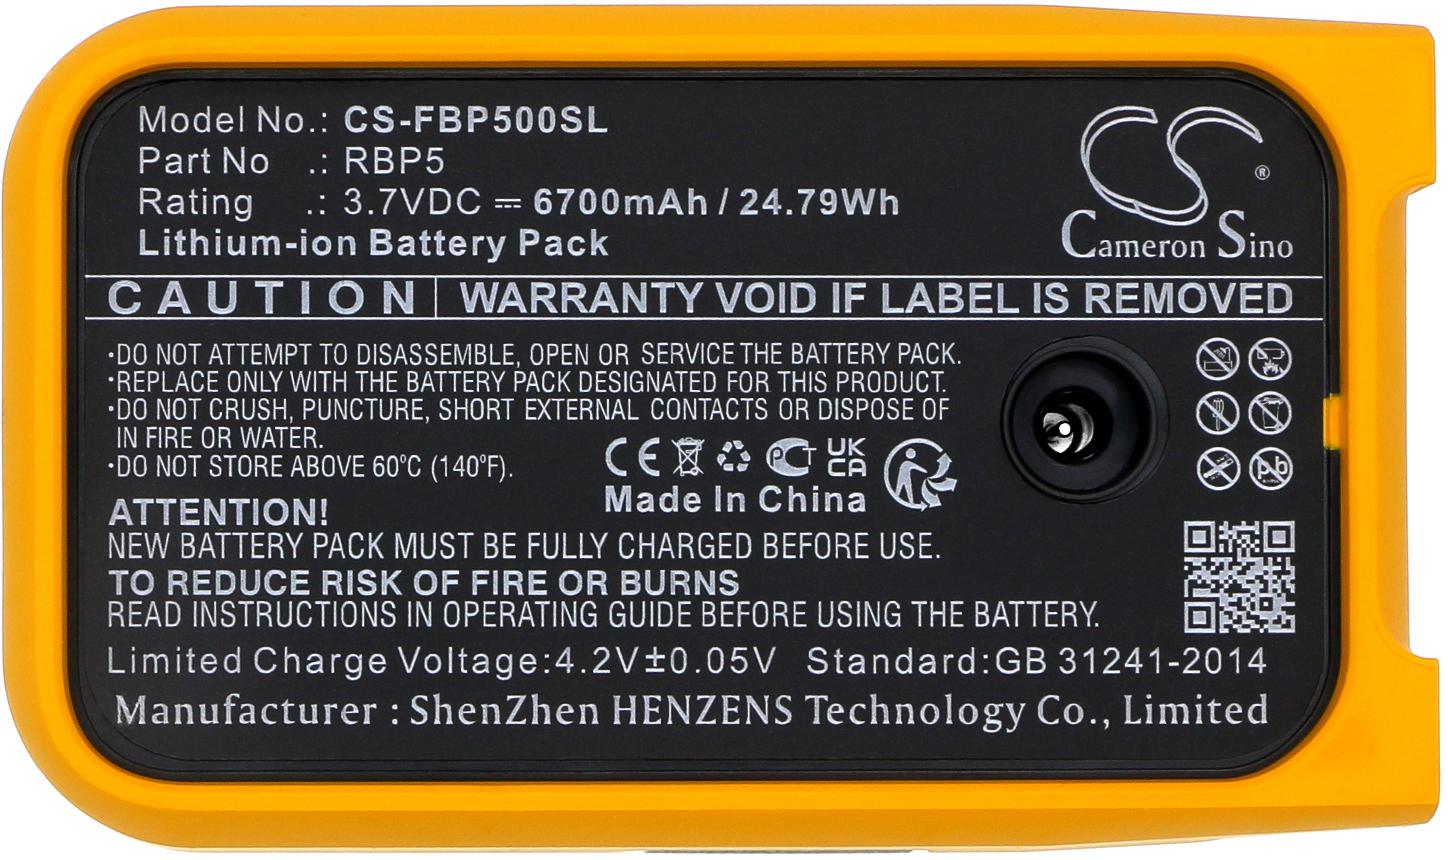 Model No.: CS-FBP500SL
Part No .: RBP5
Rating .: 3.7VDC ⎓ 6700mAh / 24.79Wh
Lithium-ion Battery Pack
CS
®
Cameron Sino
CAUTION WARRANTY VOID IF LABEL IS REMOVED
·DO NOT ATTEMPT TO DISASSEMBLE, OPEN OR SERVICE THE BATTERY PACK.
·REPLACE ONLY WITH THE BATTERY PACK DESIGNATED FOR THIS PRODUCT.
·DO NOT CRUSH, PUNCTURE, SHORT EXTERNAL CONTACTS OR DISPOSE OF
IN FIRE OR WATER.
·DO NOT STORE ABOVE 60°C (140°F).
CE PCT UK
CA
Made In China
Pb
ATTENTION!
NEW BATTERY PACK MUST BE FULLY CHARGED BEFORE USE.
TO REDUCE RISK OF FIRE OR BURNS
READ INSTRUCTIONS IN OPERATING GUIDE BEFORE USING THE BATTERY.
Limited Charge Voltage:4.2V±0.05V Standard:GB 31241-2014
Manufacturer : ShenZhen HENZENS Technology Co., Limited